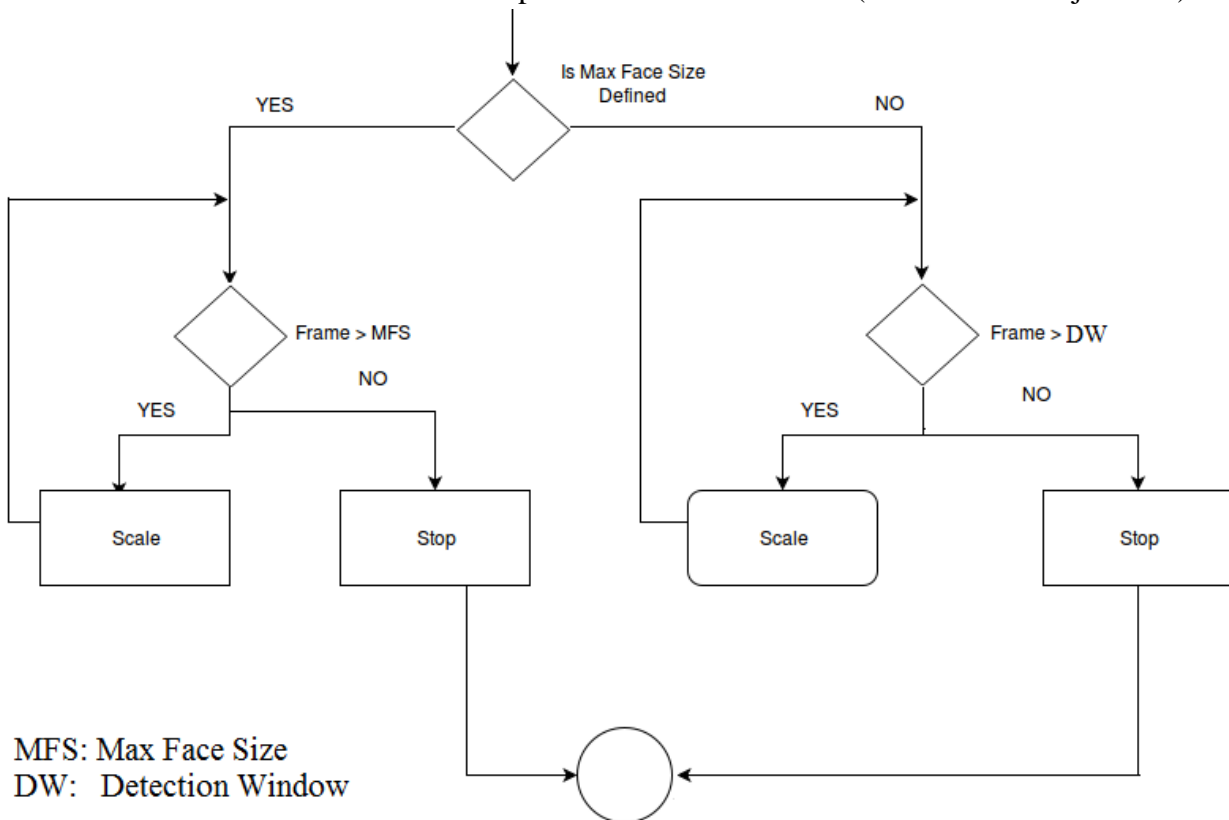 Is Max Face Size
Defined
YES
NO
Frame > MFS
Frame > DW
NO
YES
YES
NO
Scale
Stop
Scale
Stop
MFS: Max Face Size
DW: Detection Window